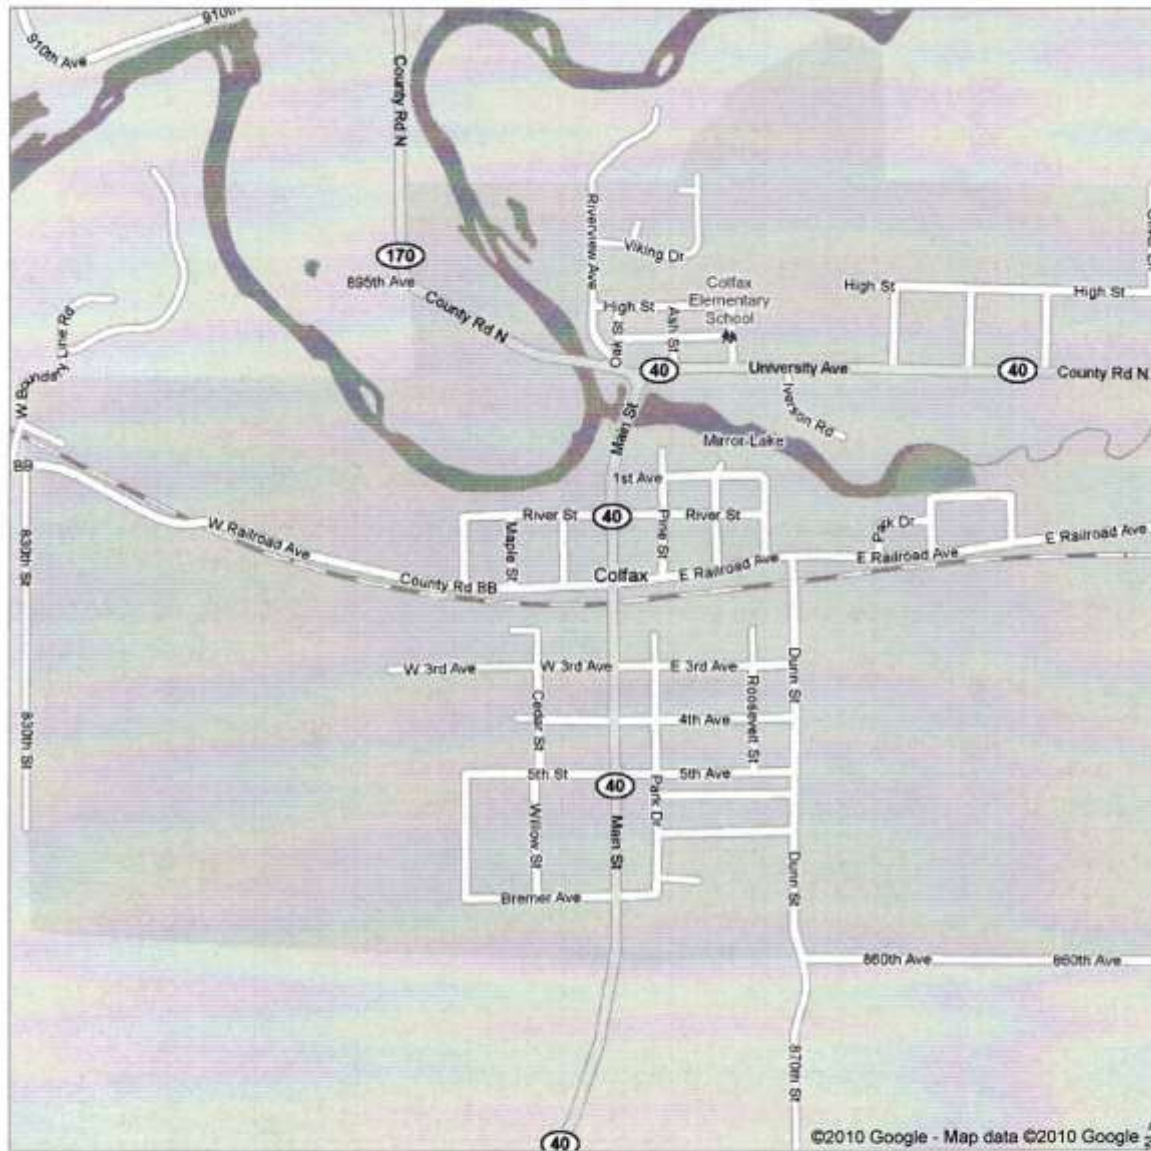 910th
910th Ave
County Rd N
170
895th Ave
County Rd N
Riverview Ave
Viking Dr
Colfax
Elementary
School
High St
Ash St
Oak St
High St
High St
40
University Ave
40
County Rd N
Iverson Rd
Mirror Lake
Main St
W Boundary Line Rd
BB
830th St
830th St
W Railroad Ave
County Rd BB
1st Ave
River St
40
River St
Maple St
Pine St
Colfax
E Railroad Ave
Park Dr
E Railroad Ave
E Railroad Ave
W 3rd Ave
W 3rd Ave
E 3rd Ave
Dunn St
Cedar St
Roosevelt St
4th Ave
5th St
40
5th Ave
Park Dr
Willow St
Main St
Bremer Ave
Dunn St
860th Ave
860th Ave
870th St
40
©2010 Google - Map data ©2010 Google